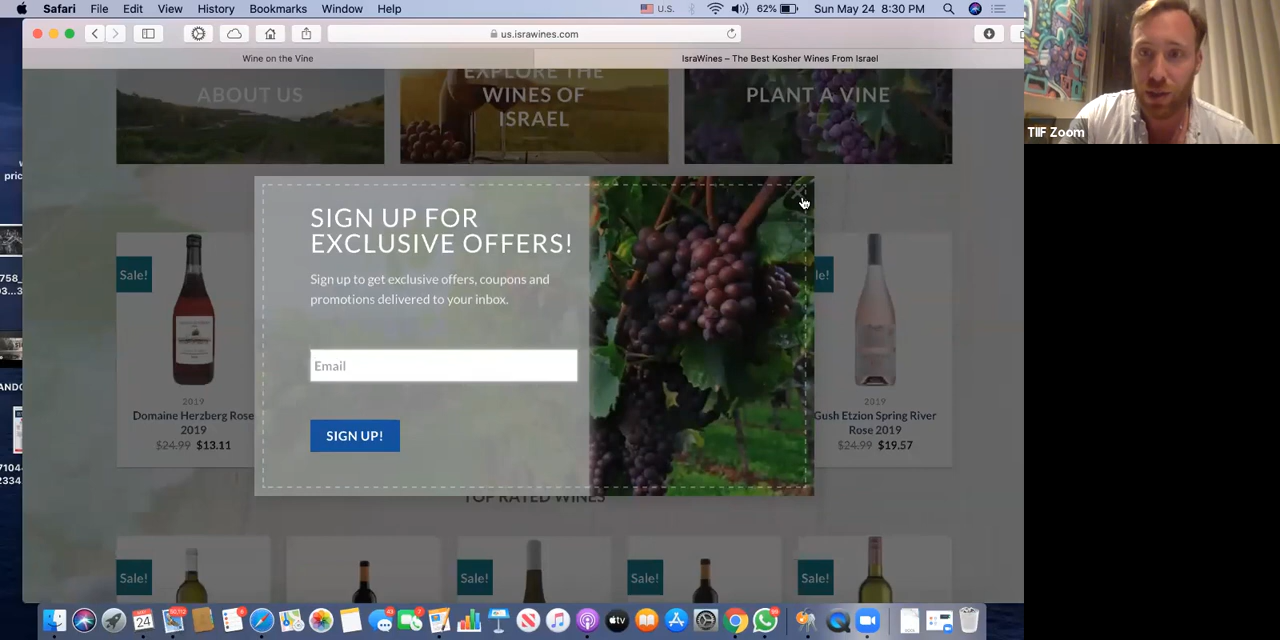 Safari File Edit View History Bookmarks Window Help
U.S. 62% Sun May 24 8:30 PM
us.israwines.com
Wine on the Vine
IsraWines – The Best Kosher Wines From Israel
TIIF Zoom
ABOUT US
EXPLORE THE
WINES OF
ISRAEL
PLANT A VINE
SIGN UP FOR
EXCLUSIVE OFFERS!
Sign up to get exclusive offers, coupons and
promotions delivered to your inbox.
Email
SIGN UP!
Sale!
2019
Domaine Herzberg Rose
2019
$24.99 $13.11
2019
Gush Etzion Spring River
Rose 2019
$24.99 $19.57
TOP RATED WINES
Sale!
Sale!
Sale!
Sale!